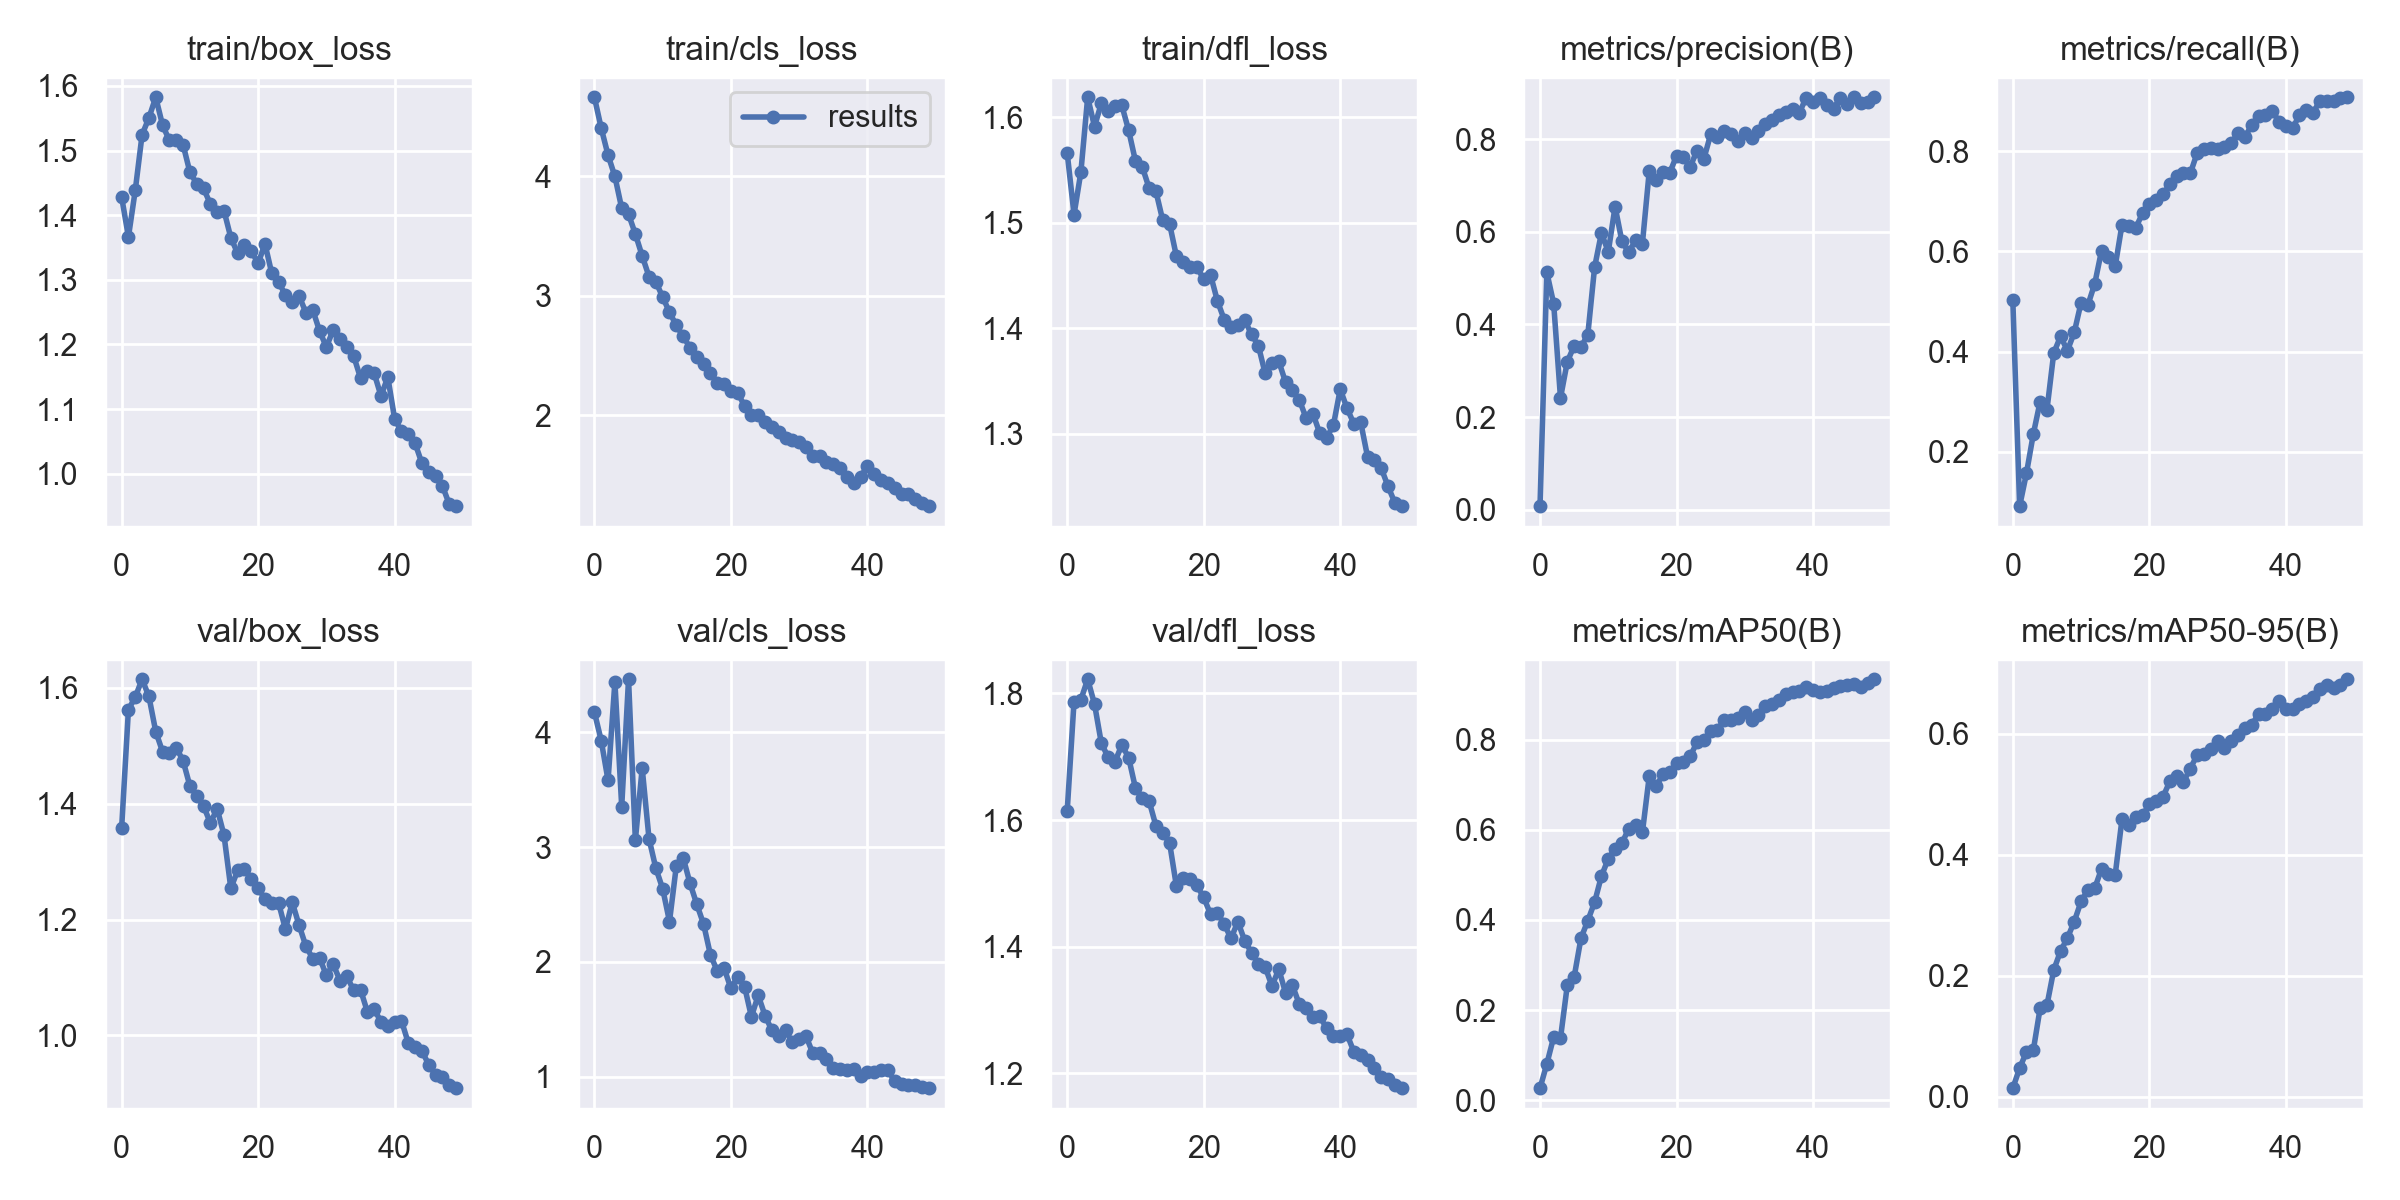 train/box_loss
1.6
1.5
1.4
1.3
1.2
1.1
1.0
0 20 40
train/cls_loss
results
4
3
2
0 20 40
train/dfl_loss
1.6
1.5
1.4
1.3
0 20 40
metrics/precision(B)
0.8
0.6
0.4
0.2
0.0
0 20 40
metrics/recall(B)
0.8
0.6
0.4
0.2
0 20 40
val/box_loss
1.6
1.4
1.2
1.0
0 20 40
val/cls_loss
4
3
2
1
0 20 40
val/dfl_loss
1.8
1.6
1.4
1.2
0 20 40
metrics/mAP50(B)
0.8
0.6
0.4
0.2
0.0
0 20 40
metrics/mAP50-95(B)
0.6
0.4
0.2
0.0
0 20 40